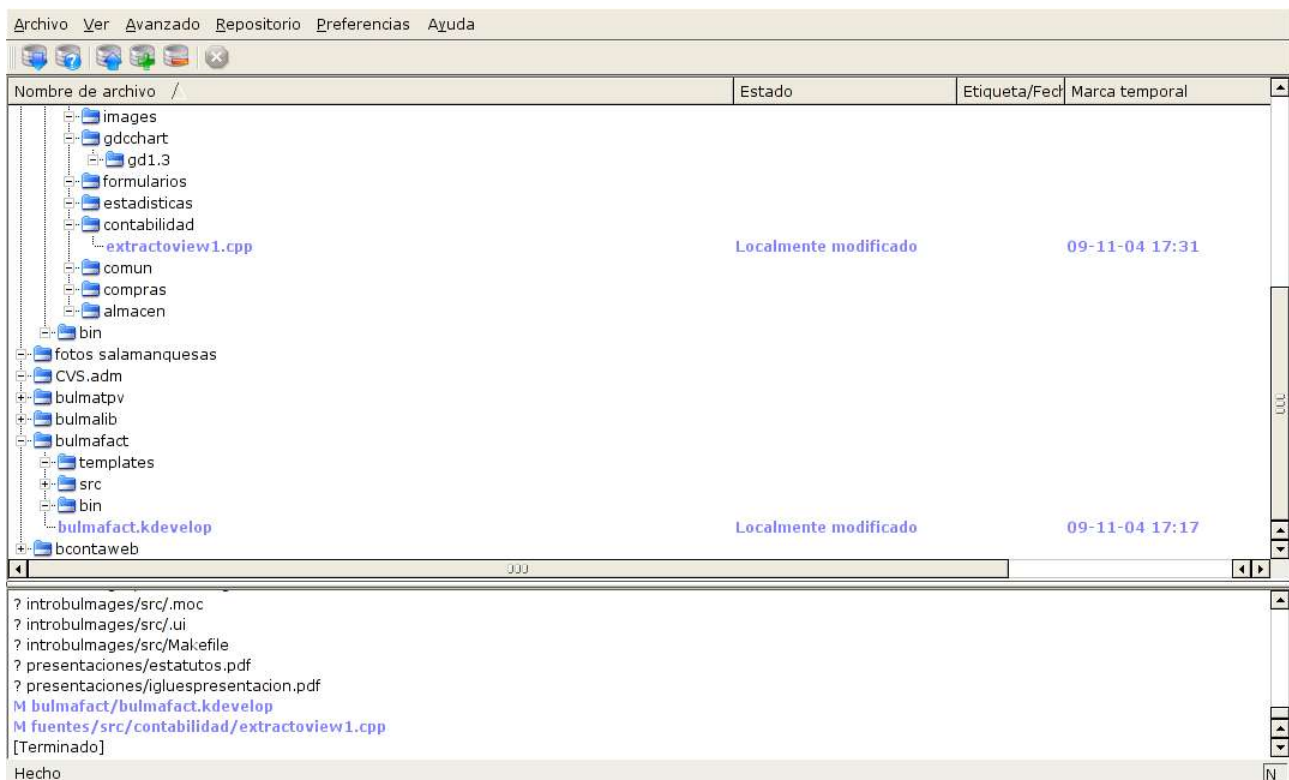 Archivo Ver Avanzado Repositorio Preferencias Ayuda
Nombre de archivo / Estado Etiqueta/Fech Marca temporal
images
gdcchart
gd1.3
formularios
estadisticas
contabilidad
extractoview1.cpp Localmente modificado 09-11-04 17:31
comun
compras
almacen
bin
fotos salamanquesas
CVS.adm
bulmatpv
bulmalib
bulmafact
templates
src
bin
bulmafact.kdevelop Localmente modificado 09-11-04 17:17
bcontaweb
? introbulmages/src/.moc
? introbulmages/src/.ui
? introbulmages/src/Makefile
? presentaciones/estatutos.pdf
? presentaciones/igluespresentacion.pdf
M bulmafact/bulmafact.kdevelop
M fuentes/src/contabilidad/extractoview1.cpp
[Terminado]
Hecho N